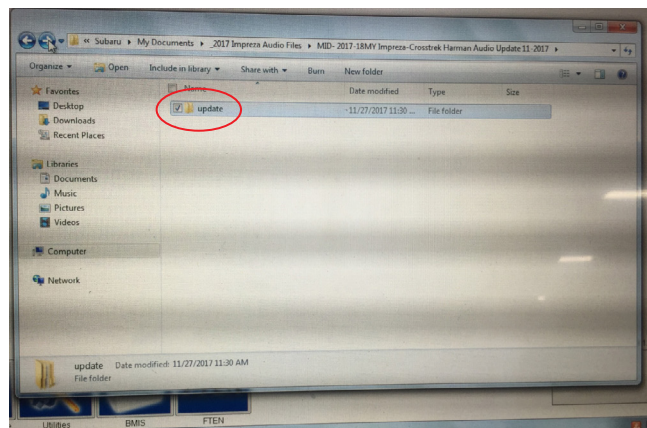 « Subaru ▸ My Documents ▸ _2017 Impreza Audio Files ▸ MID- 2017-18MY Impreza-Crosstrek Harman Audio Update 11-2017 ▸
Organize Open Include in library Share with Burn New folder
Favorites Name Date modified Type Size
Desktop update -11/27/2017 11:30 ... File folder
Downloads
Recent Places
Libraries
Documents
Music
Pictures
Videos
Computer
Network
update Date modified: 11/27/2017 11:30 AM
File folder
Utilities BMIS FTEN